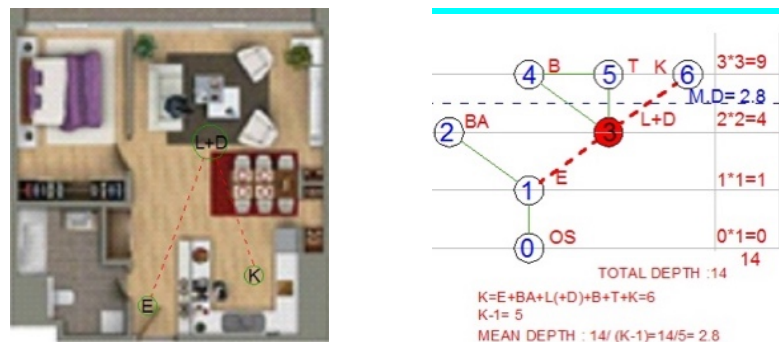 L+D
K
E
4 B 5 T K 6 3*3=9
M.D= 2.8
2 BA 3 L+D 2*2=4
1 E 1*1=1
0 OS 0*1=0
14
TOTAL DEPTH :14
K=E+BA+L(+D)+B+T+K=6
K-1= 5
MEAN DEPTH : 14/ (K-1)=14/5= 2.8